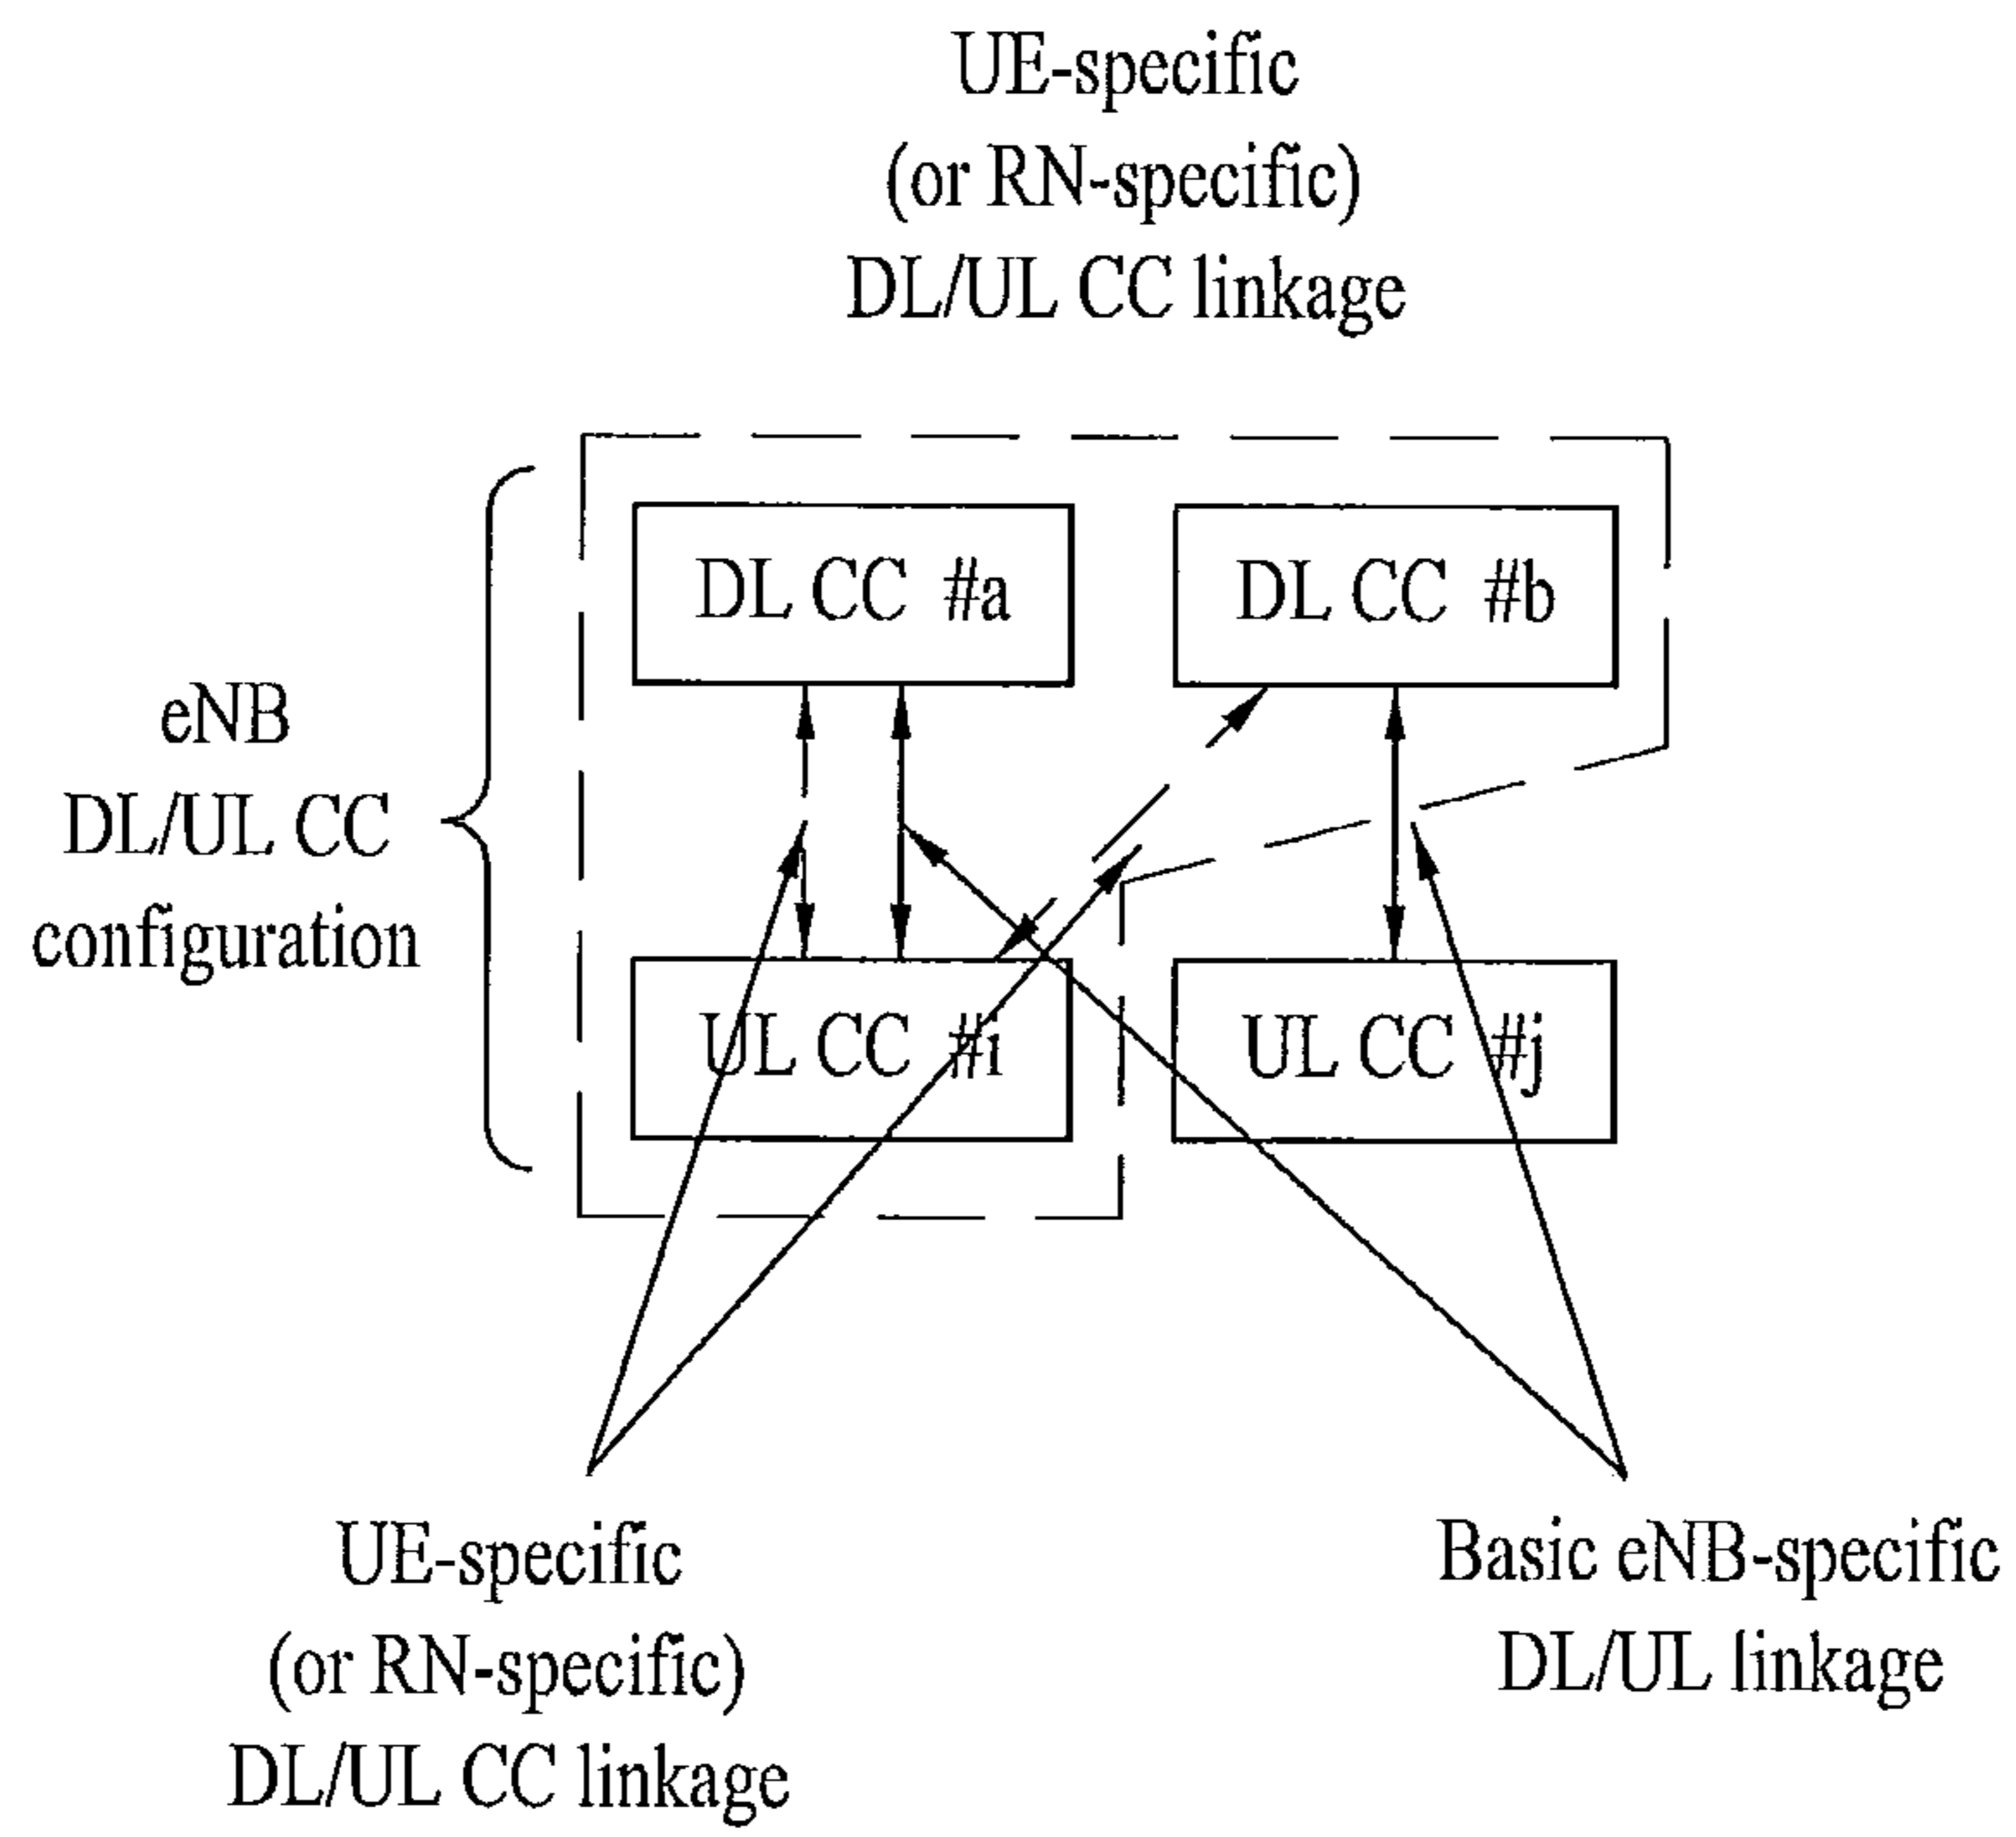 UE-specific
(or RN-specific)
DL/UL CC linkage
DL CC #a
DL CC #b
eNB
DL/UL CC
configuration
UL CC #i
UL CC #j
UE-specific
(or RN-specific)
DL/UL CC linkage
Basic eNB-specific
DL/UL linkage